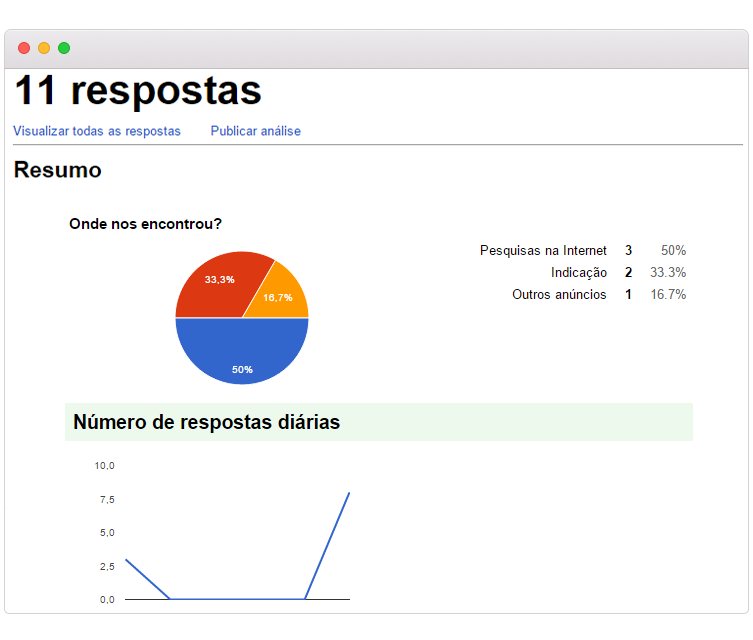 11 respostas
Visualizar todas as respostas Publicar análise
Resumo
Onde nos encontrou?
33,3%
16,7%
50%
Pesquisas na Internet 3 50%
Indicação 2 33.3%
Outros anúncios 1 16.7%
Número de respostas diárias
10,0
7,5
5,0
2,5
0,0